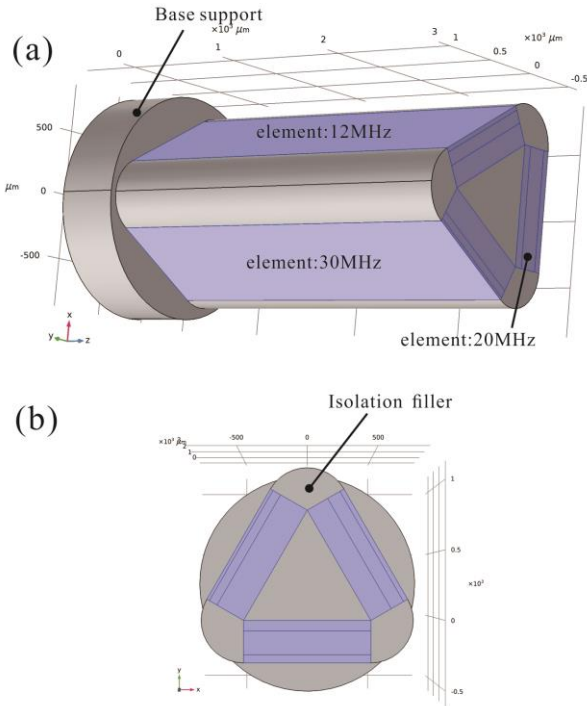 (a)
Base support
×10³ μm
0
1
2
3
×10³ μm
1
0.5
0
-0.5
500
μm
0
-500
element:12MHz
element:30MHz
element:20MHz
x
y
z
(b)
Isolation filler
-500
0
500
1
0.5
×10³
0
-0.5
y
x